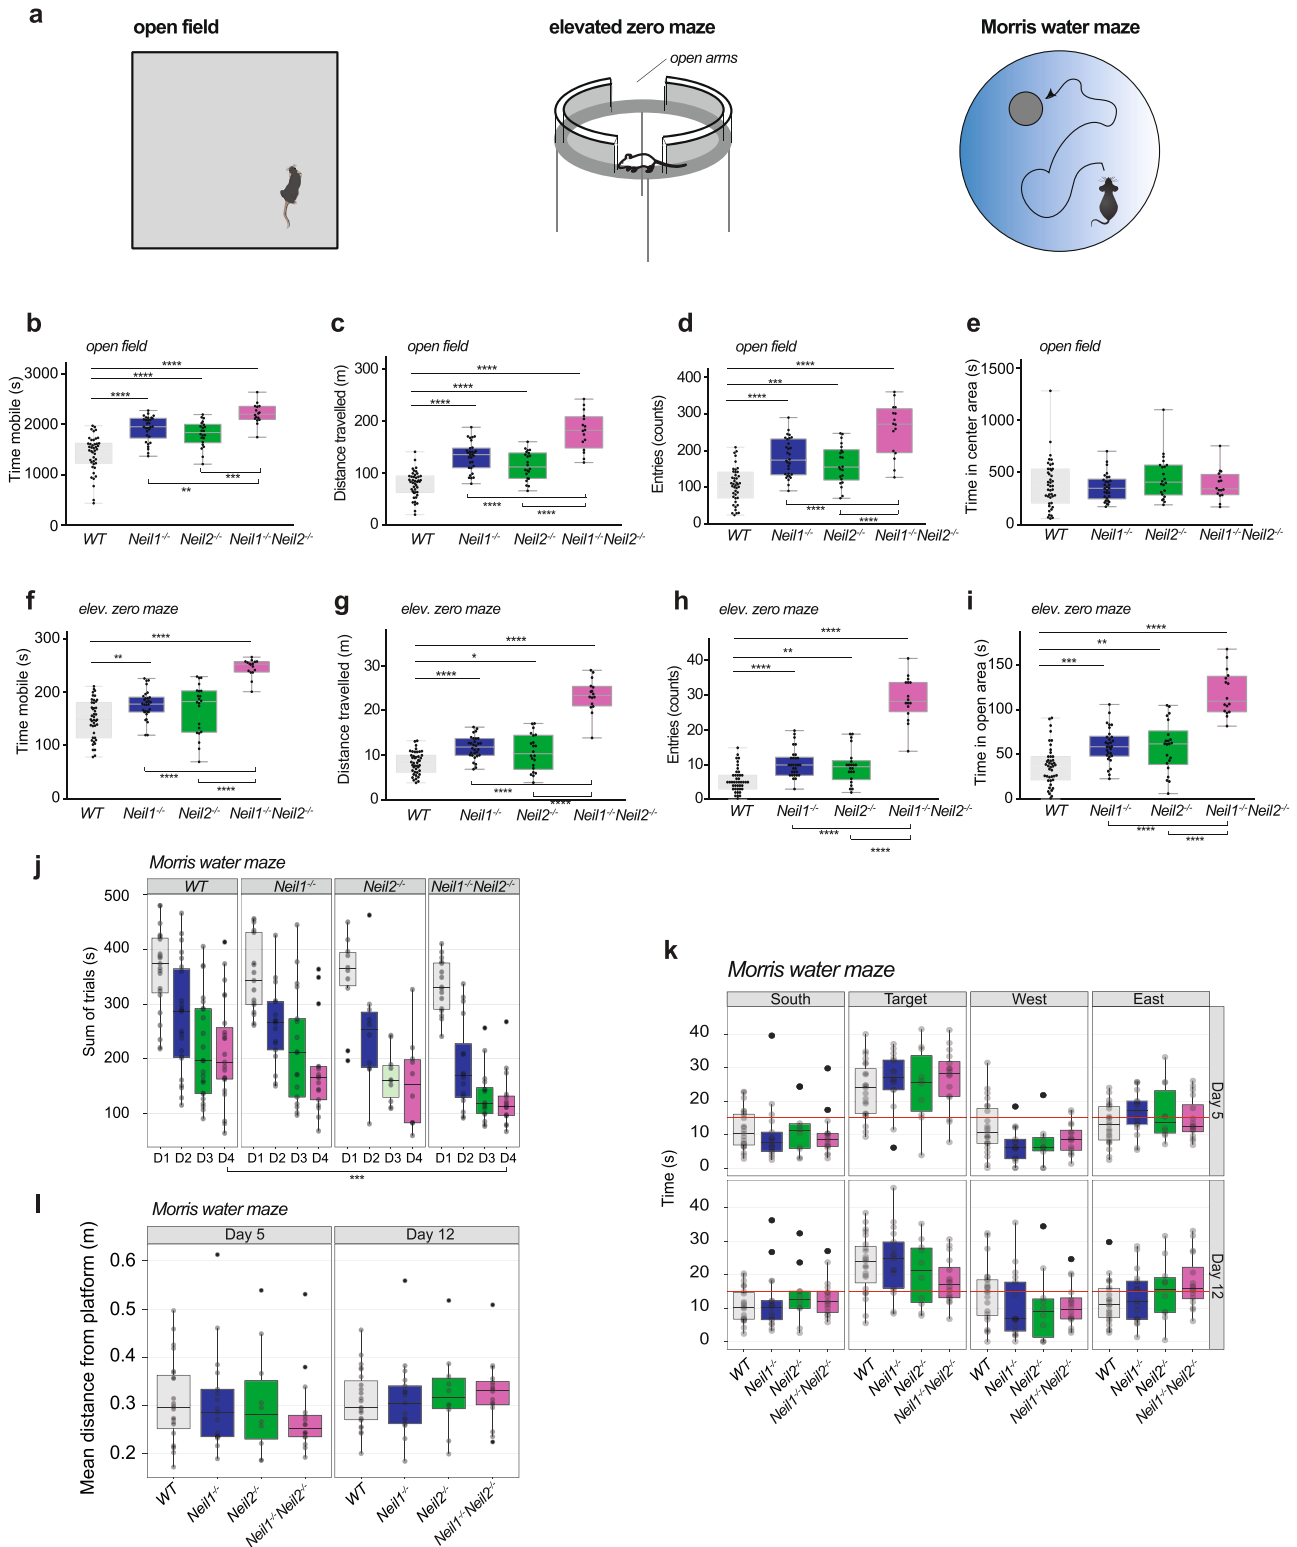 a
open field
elevated zero maze
Morris water maze
open arms
b
open field
Time mobile (s)
3000
2000
1000
0
****
****
****
***
**
WT Neil1-/- Neil2-/- Neil1-/-Neil2-/-
c
open field
Distance travelled (m)
300
200
100
0
****
****
****
****
****
WT Neil1-/- Neil2-/- Neil1-/-Neil2-/-
d
open field
Entries (counts)
400
300
200
100
0
****
***
****
****
****
WT Neil1-/- Neil2-/- Neil1-/-Neil2-/-
e
open field
Time in center area (s)
1500
1000
500
0
WT Neil1-/- Neil2-/- Neil1-/-Neil2-/-
f
elev. zero maze
Time mobile (s)
300
200
100
0
****
**
****
****
WT Neil1-/- Neil2-/- Neil1-/-Neil2-/-
g
elev. zero maze
Distance travelled (m)
30
20
10
0
****
*
****
****
****
WT Neil1-/- Neil2-/- Neil1-/-Neil2-/-
h
elev. zero maze
Entries (counts)
40
30
20
10
0
****
**
****
WT Neil1-/- Neil2-/- Neil1-/-Neil2-/-
****
****
i
elev. zero maze
Time in open area (s)
150
100
50
0
****
**
***
WT Neil1-/- Neil2-/- Neil1-/-Neil2-/-
****
****
j
Morris water maze
WT Neil1-/- Neil2-/- Neil1-/-Neil2-/-
Sum of trials (s)
500
400
300
200
100
D1 D2 D3 D4 D1 D2 D3 D4 D1 D2 D3 D4 D1 D2 D3 D4
***
k
Morris water maze
South Target West East
Time (s)
40
30
20
10
0
Day 5
40
30
20
10
0
Day 12
WT Neil1-/- Neil2-/- Neil1-/-Neil2-/- WT Neil1-/- Neil2-/- Neil1-/-Neil2-/- WT Neil1-/- Neil2-/- Neil1-/-Neil2-/- WT Neil1-/- Neil2-/- Neil1-/-Neil2-/-
l
Morris water maze
Day 5 Day 12
Mean distance from platform (m)
0.6
0.5
0.4
0.3
0.2
WT Neil1-/- Neil2-/- Neil1-/-Neil2-/- WT Neil1-/- Neil2-/- Neil1-/-Neil2-/-